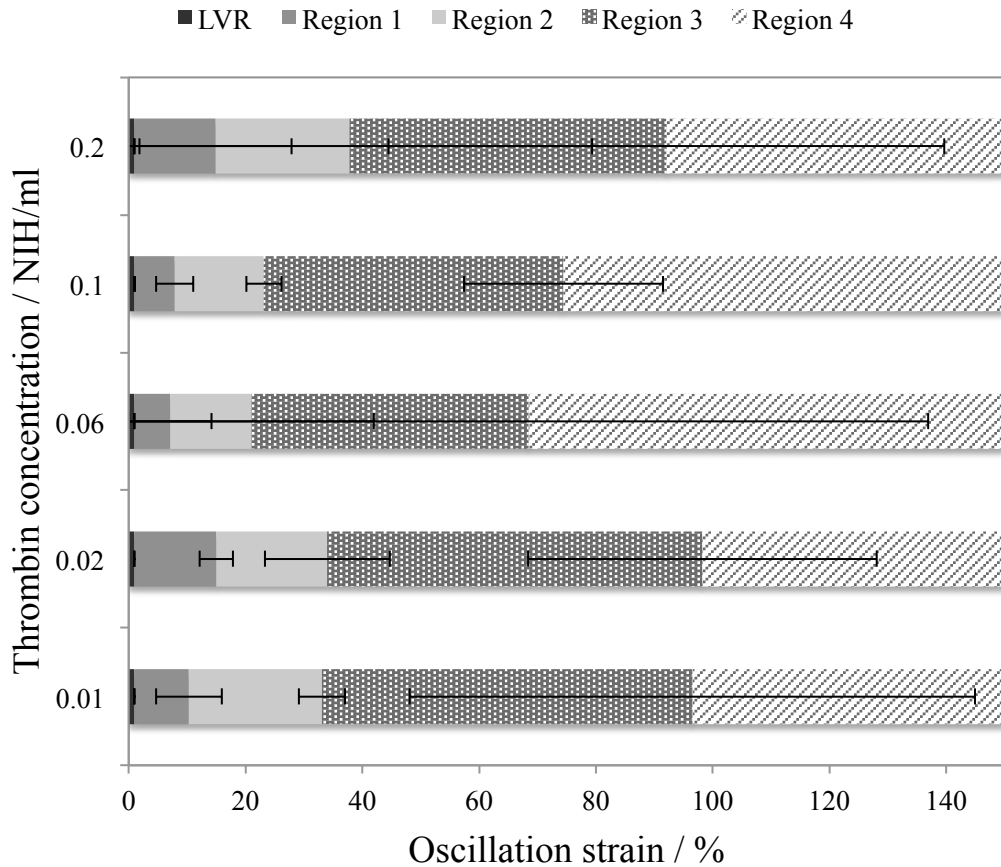 LVR Region 1 Region 2 Region 3 Region 4
Thrombin concentration / NIH/ml
0.2
0.1
0.06
0.02
0.01
0 20 40 60 80 100 120 140
Oscillation strain / %